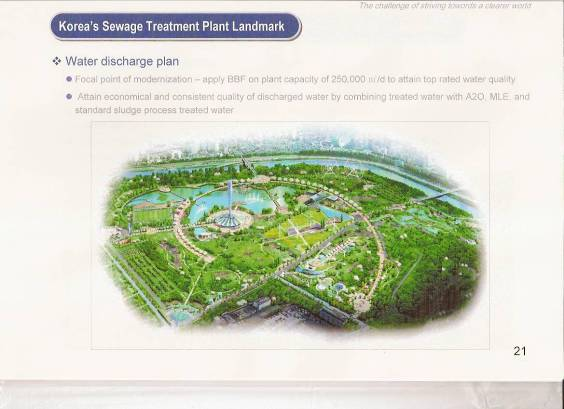 The challenge of striving towards a clearer world
Korea's Sewage Treatment Plant Landmark
❖ Water discharge plan
● Focal point of modernization – apply BBF on plant capacity of 250,000 ㎥/d to attain top rated water quality
● Attain economical and consistent quality of discharged water by combining treated water with A2O, MLE, and
standard sludge process treated water
21